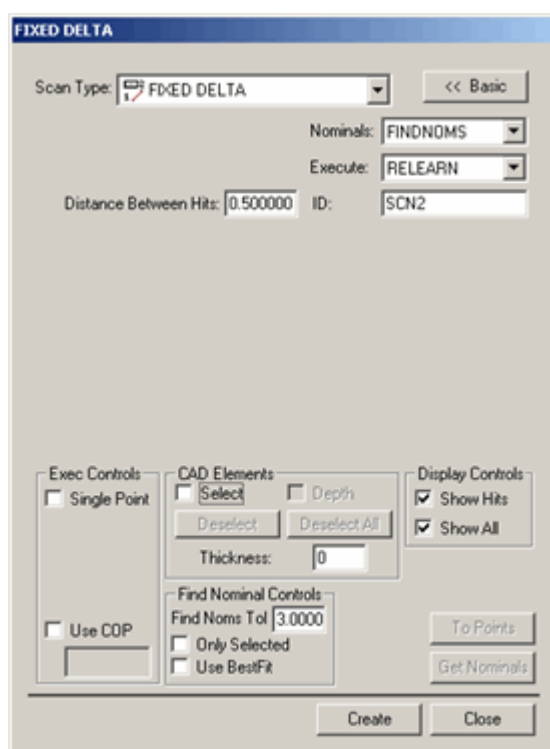 FIXED DELTA
Scan Type: FIXED DELTA << Basic
Nominals: FINDNOMS
Execute: RELEARN
Distance Between Hits: 0.500000 ID: SCN2
Exec Controls CAD Elements Display Controls
Single Point Select Depth Show Hits
Deselect Deselect All Show All
Thickness: 0
Find Nominal Controls
Find Noms Tol 3.0000
Use COP Only Selected To Points
Use BestFit Get Nominals
Create Close